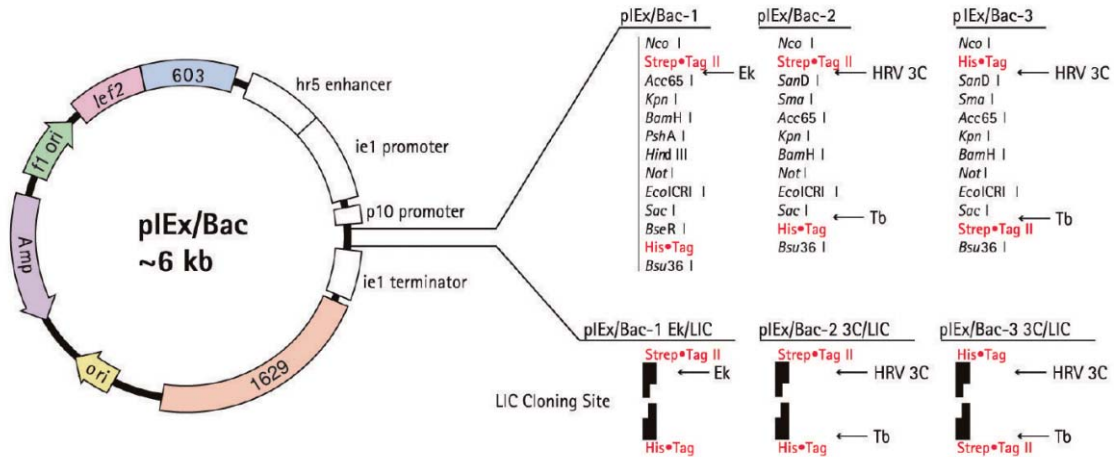 603
lef2
f1 ori
Amp
ori
1629
hr5 enhancer
ie1 promoter
p10 promoter
ie1 terminator
pIEx/Bac
~6 kb
pIEx/Bac-1
Nco I
Strep•Tag II
Ek
Acc65 I
Kpn I
BamH I
PshA I
Hind III
Not I
EcoICRI I
Sac I
BseR I
His•Tag
Bsu36 I
pIEx/Bac-2
Nco I
Strep•Tag II
HRV 3C
SanD I
Sma I
Acc65 I
Kpn I
BamH I
Not I
EcoICRI I
Sac I
Tb
His•Tag
Bsu36 I
pIEx/Bac-3
Nco I
His•Tag
HRV 3C
SanD I
Sma I
Acc65 I
Kpn I
BamH I
Not I
EcoICRI I
Sac I
Tb
Strep•Tag II
Bsu36 I
LIC Cloning Site
pIEx/Bac-1 Ek/LIC
Strep•Tag II
Ek
His•Tag
pIEx/Bac-2 3C/LIC
Strep•Tag II
HRV 3C
Tb
His•Tag
pIEx/Bac-3 3C/LIC
His•Tag
HRV 3C
Tb
Strep•Tag II